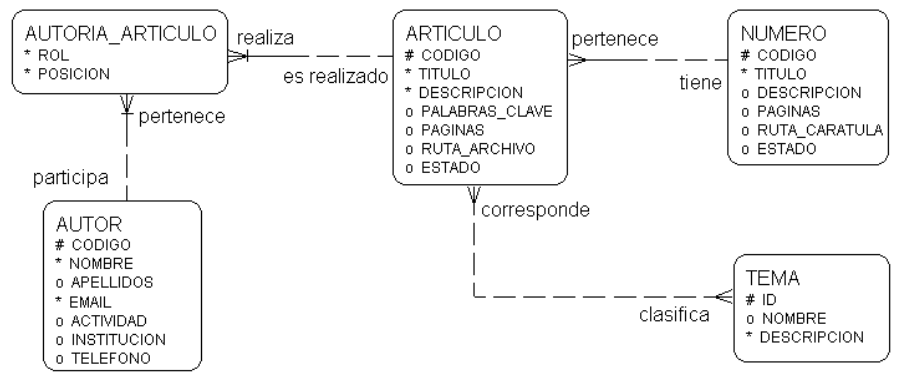 AUTORIA_ARTICULO
* ROL
* POSICION
realiza
es realizado
ARTICULO
# CODIGO
* TITULO
* DESCRIPCION
o PALABRAS_CLAVE
o PAGINAS
o RUTA_ARCHIVO
o ESTADO
pertenece
tiene
NUMERO
# CODIGO
* TITULO
o DESCRIPCION
o PAGINAS
o RUTA_CARATULA
o ESTADO
pertenece
participa
AUTOR
# CODIGO
* NOMBRE
o APELLIDOS
* EMAIL
o ACTIVIDAD
o INSTITUCION
o TELEFONO
corresponde
clasifica
TEMA
# ID
o NOMBRE
* DESCRIPCION